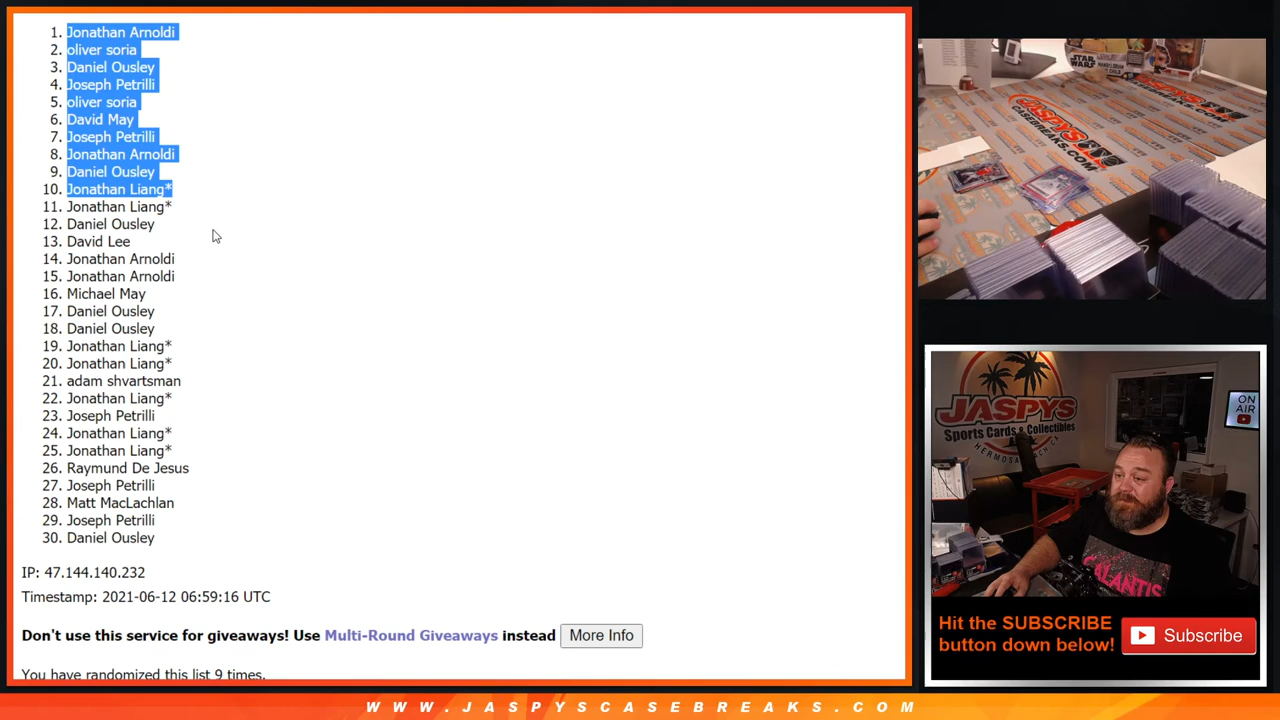 1. Jonathan Arnoldi
2. oliver soria
3. Daniel Ousley
4. Joseph Petrilli
5. oliver soria
6. David May
7. Joseph Petrilli
8. Jonathan Arnoldi
9. Daniel Ousley
10. Jonathan Liang*
11. Jonathan Liang*
12. Daniel Ousley
13. David Lee
14. Jonathan Arnoldi
15. Jonathan Arnoldi
16. Michael May
17. Daniel Ousley
18. Daniel Ousley
19. Jonathan Liang*
20. Jonathan Liang*
21. adam shvartsman
22. Jonathan Liang*
23. Joseph Petrilli
24. Jonathan Liang*
25. Jonathan Liang*
26. Raymund De Jesus
27. Joseph Petrilli
28. Matt MacLachlan
29. Joseph Petrilli
30. Daniel Ousley
IP: 47.144.140.232
Timestamp: 2021-06-12 06:59:16 UTC
Don't use this service for giveaways! Use Multi-Round Giveaways instead More Info
You have randomized this list 9 times.
STAR WARS
JASPYS
CASEBREAKS.COM
JASPYS
Sports Cards & Collectibles
HERMOSA BEACH, CA
ON AIR
GALANTIS
Hit the SUBSCRIBE
button down below!
Subscribe
WWW.JASPYSCASEBREAKS.COM